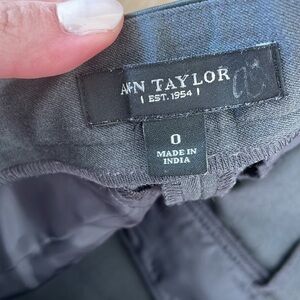 ANN TAYLOR
| EST. 1954 |
0
MADE IN
INDIA